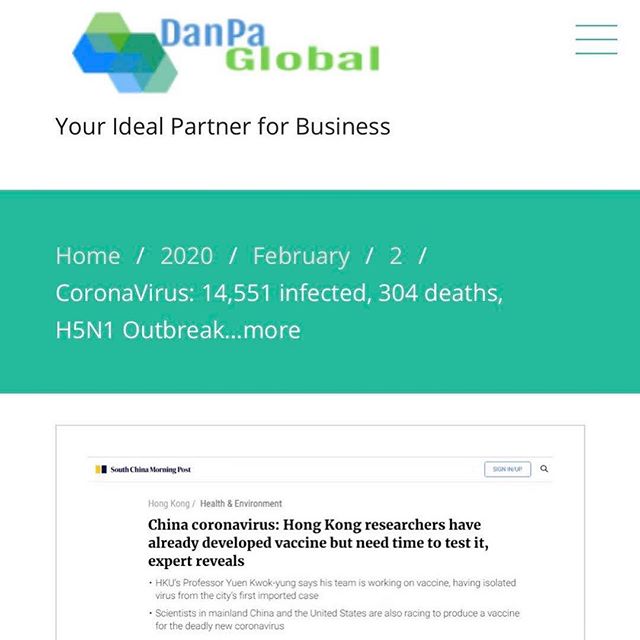 DanPa
Global
Your Ideal Partner for Business
Home / 2020 / February / 2 /
CoronaVirus: 14,551 infected, 304 deaths,
H5N1 Outbreak...more
South China Morning Post
SIGN IN/UP
Hong Kong / Health & Environment
China coronavirus: Hong Kong researchers have
already developed vaccine but need time to test it,
expert reveals
• HKU's Professor Yuen Kwok-yung says his team is working on vaccine, having isolated
virus from the city's first imported case
• Scientists in mainland China and the United States are also racing to produce a vaccine
for the deadly new coronavirus